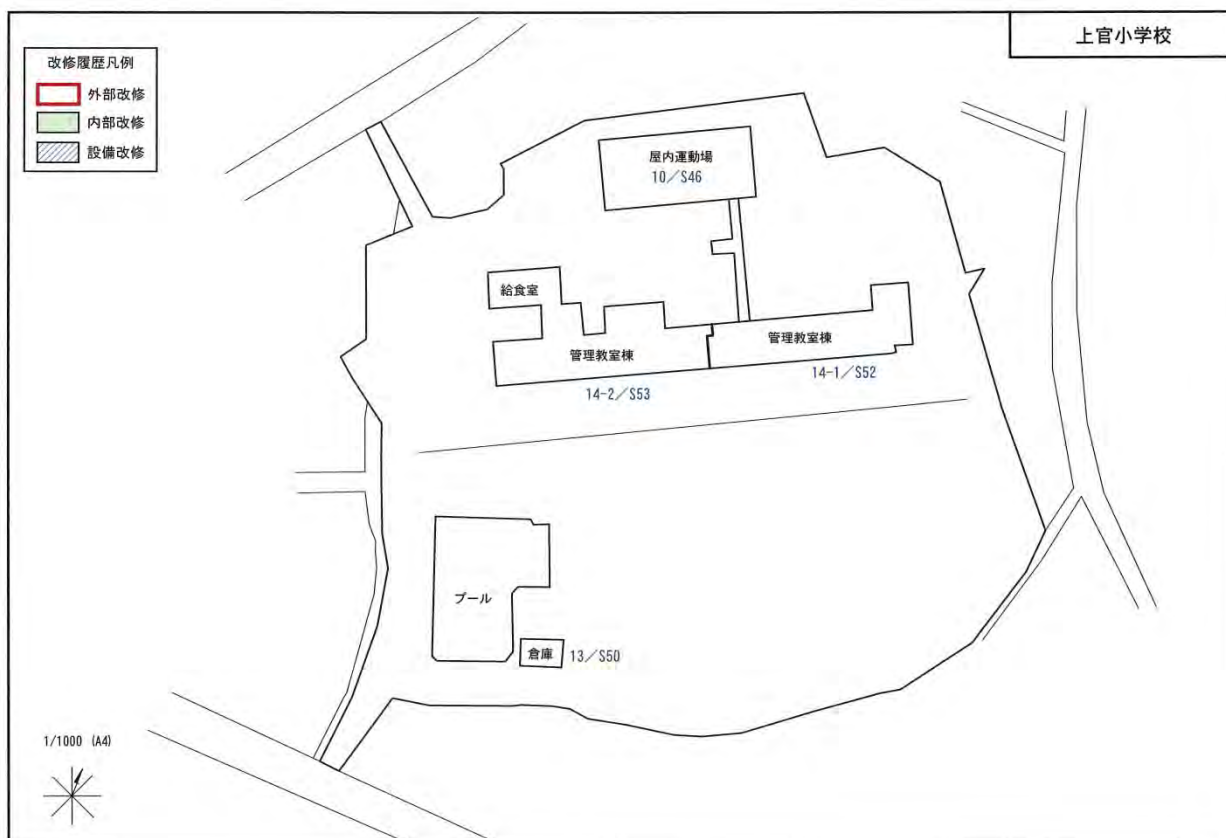 上官小学校
改修履歴凡例
外部改修
内部改修
設備改修
屋内運動場
10/S46
給食室
管理教室棟
管理教室棟
14-1/S52
14-2/S53
プール
倉庫
13/S50
1/1000 (A4)